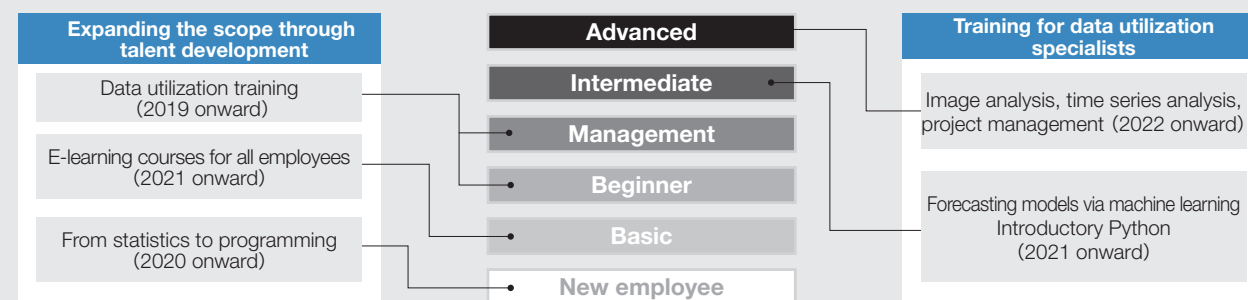 Expanding the scope through
talent development
Data utilization training
(2019 onward)
E-learning courses for all employees
(2021 onward)
From statistics to programming
(2020 onward)
Advanced
Intermediate
Management
Beginner
Basic
New employee
Training for data utilization
specialists
Image analysis, time series analysis,
project management (2022 onward)
Forecasting models via machine learning
Introductory Python
(2021 onward)